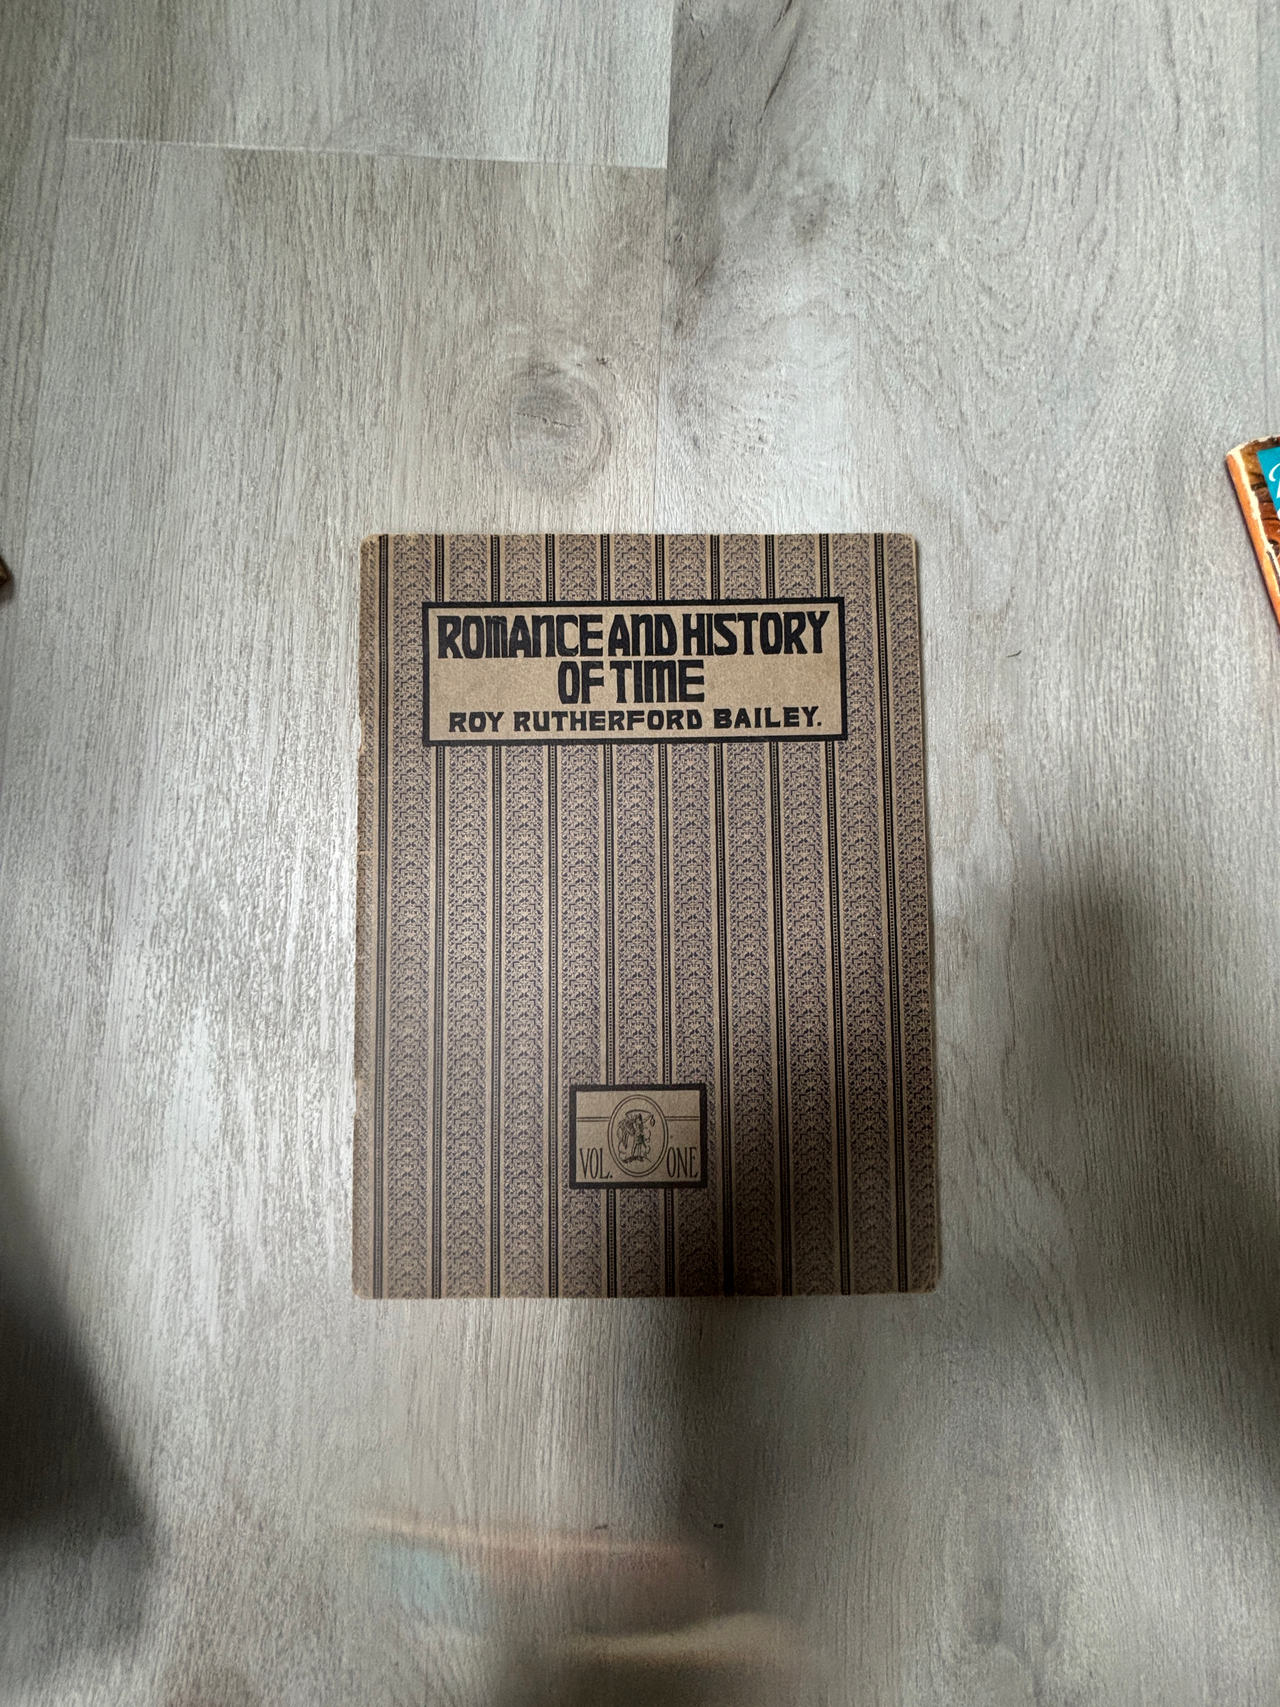 ROMANCE AND HISTORY
OF TIME
ROY RUTHERFORD BAILEY.
VOL. ONE